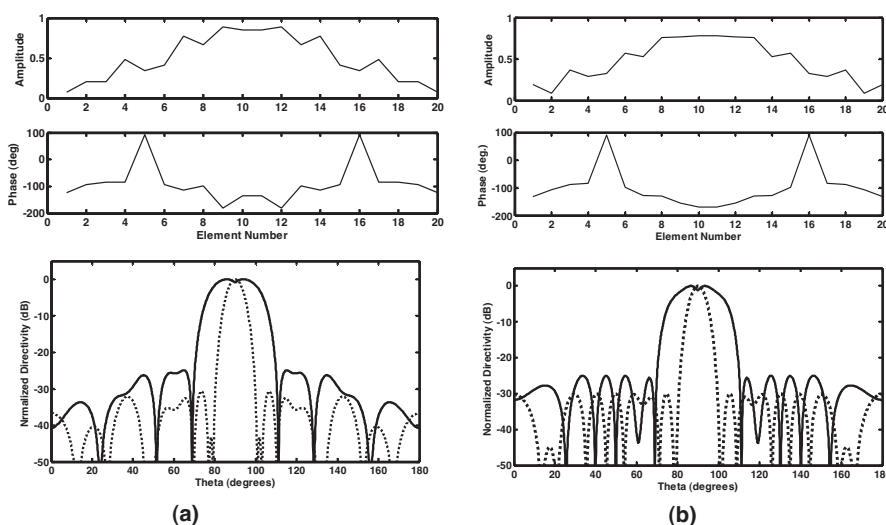 1
0.5
0
Amplitude
0 2 4 6 8 10 12 14 16 18 20
100
0
-100
-200
Phase (deg)
0 2 4 6 8 10 12 14 16 18 20
Element Number
0
-10
-20
-30
-40
-50
Nrmalized Directivity (dB)
0 20 40 60 80 100 120 140 160 180
Theta (degrees)
(a)
1
0.5
0
Amplitude
0 2 4 6 8 10 12 14 16 18 20
100
0
-100
-200
Phase (deg.)
0 2 4 6 8 10 12 14 16 18 20
Element Number
0
-10
-20
-30
-40
-50
Normalized Directivity (dB)
0 20 40 60 80 100 120 140 160 180
Theta (degrees)
(b)